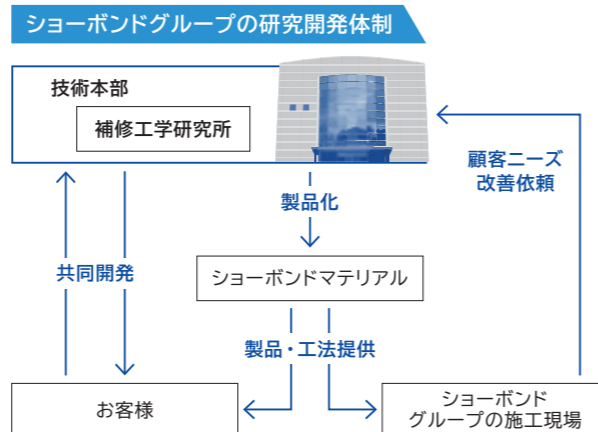 ショーボンドグループの研究開発体制
技術本部
補修工学研究所
顧客ニーズ
改善依頼
製品化
共同開発
ショーボンドマテリアル
製品・工法提供
お客様
ショーボンド
グループの施工現場